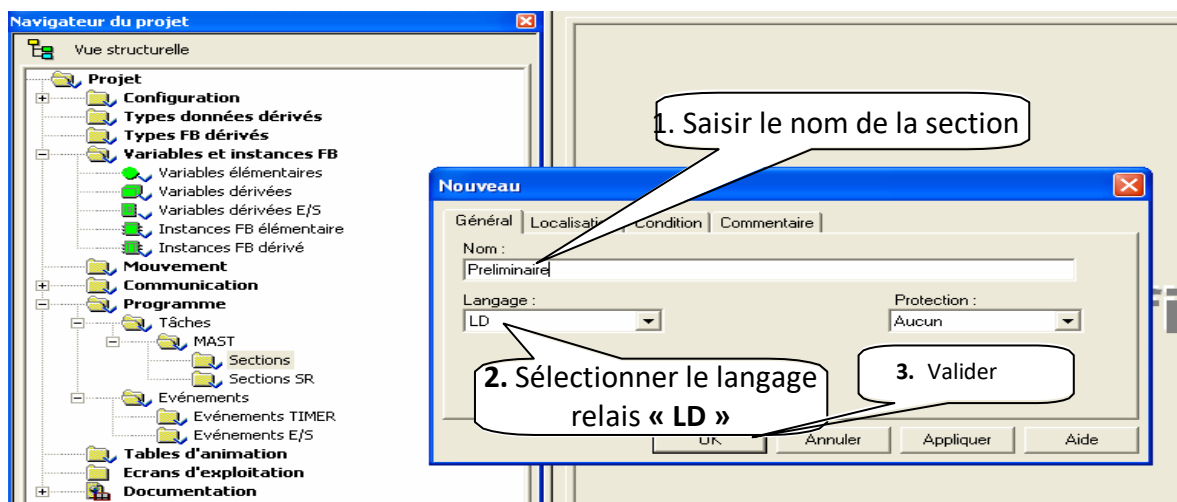 Navigateur du projet
Vue structurelle
Projet
Configuration
Types données dérivés
Types FB dérivés
Variables et instances FB
Variables élémentaires
Variables dérivées
Variables dérivées E/S
Instances FB élémentaire
Instances FB dérivé
Mouvement
Communication
Programme
Tâches
MAST
Sections
Sections SR
Evénements
Evénements TIMER
Evénements E/S
Tables d'animation
Ecrans d'exploitation
Documentation
1. Saisir le nom de la section
Nouveau
Général
Condition
Commentaire
Nom :
Preliminaire
Langage :
LD
Protection :
Aucun
2. Sélectionner le langage
relais « LD »
3. Valider
OK
Annuler
Appliquer
Aide